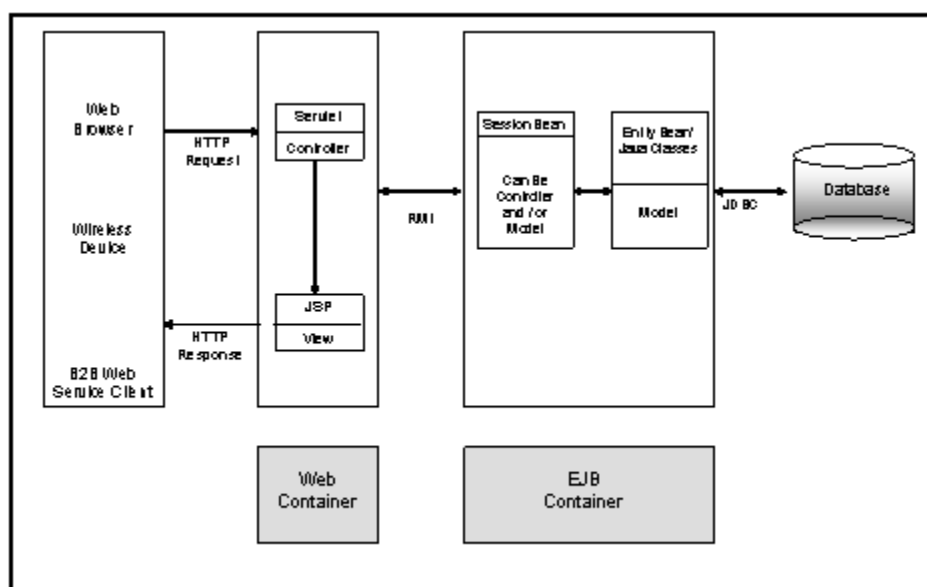 Web
Browser
Wireless
Device
B2B Web
Service Client
HTTP
Request
HTTP
Response
Servlet
Controller
JSP
View
RMI
Session Bean
Can Be
Controller
and / or
Model
Entity Bean/
Java Classes
Model
JDBC
Database
Web
Container
EJB
Container